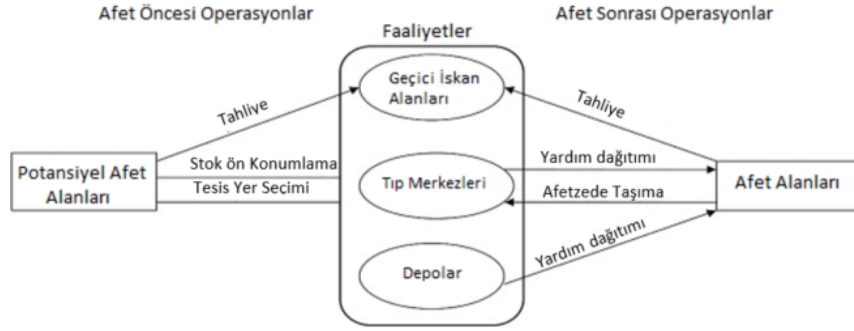 Afet Öncesi Operasyonlar
Afet Sonrası Operasyonlar
Faaliyetler
Geçici İskan
Alanları
Tahliye
Tahliye
Potansiyel Afet
Alanları
Stok ön Konumlama
Tesis Yer Seçimi
Tıp Merkezleri
Yardım dağıtımı
Afetzede Taşıma
Afet Alanları
Yardım dağıtımı
Depolar